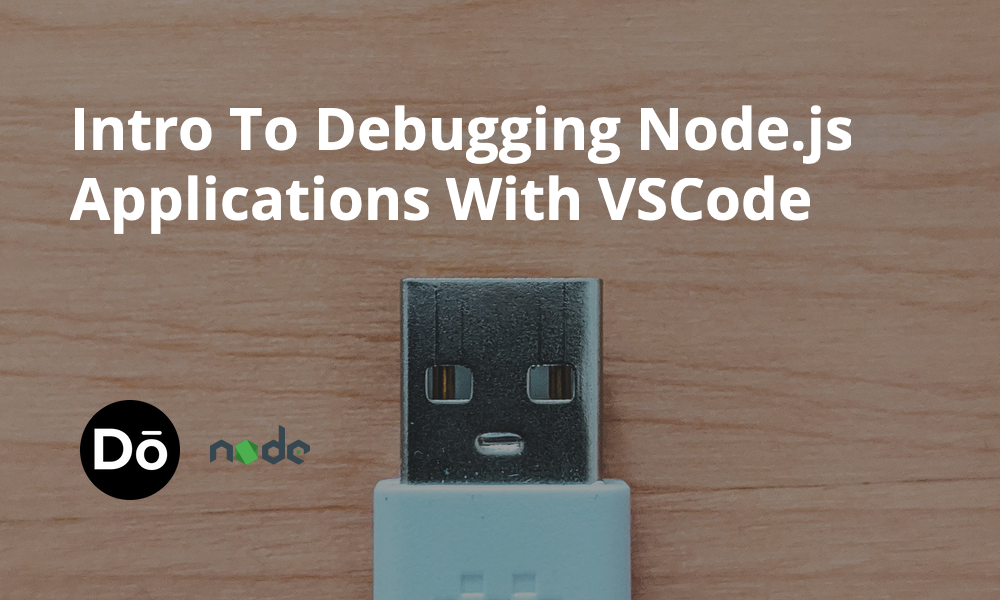 Intro To Debugging Node.js
Applications With VSCode
Dō
node